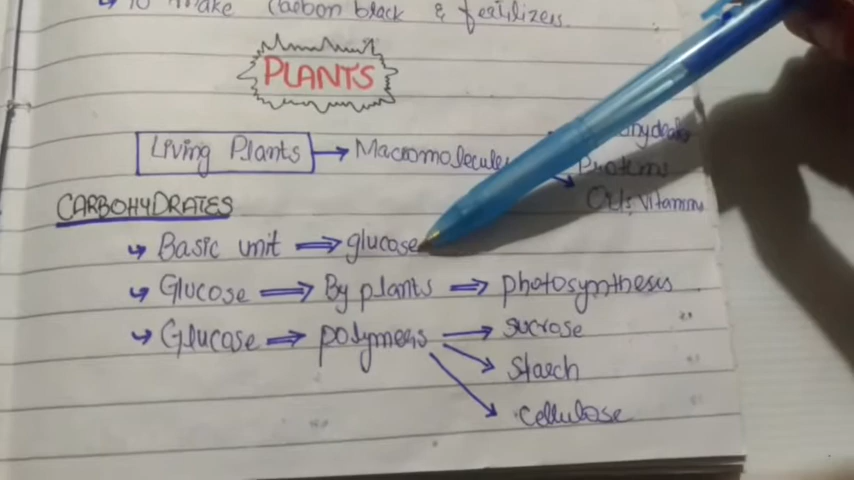 ↳ To make Carbon black & fertilizers.
PLANTS
Living Plants → Macromolecules
Proteins
Oils, Vitamins
CARBOHYDRATES
↳ Basic unit ⇒ glucose
↳ Glucose ⇒ By plants ⇒ photosynthesis
↳ Glucose ⇒ polymers → sucrose
→ Starch
→ cellulose